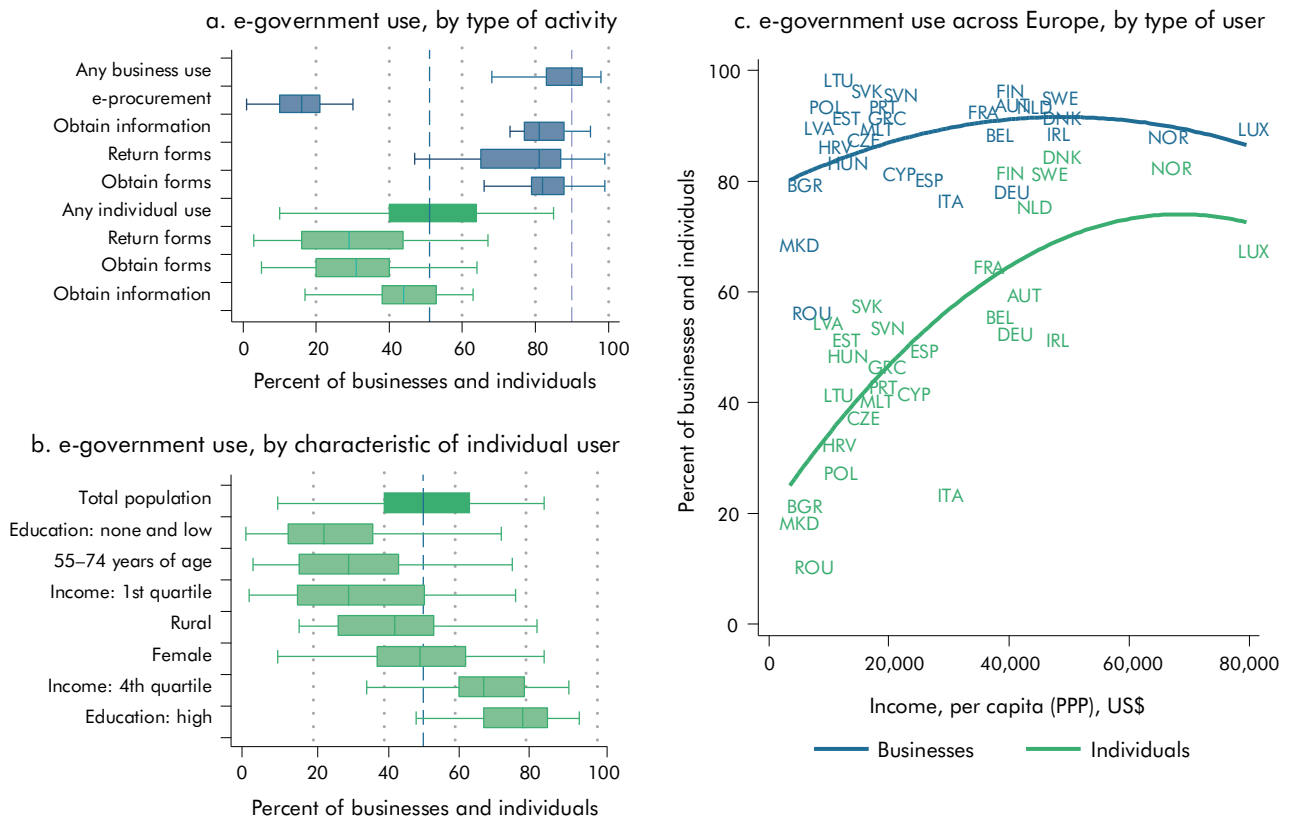 a. e-government use, by type of activity
Any business use
e-procurement
Obtain information
Return forms
Obtain forms
Any individual use
Return forms
Obtain forms
Obtain information
0 20 40 60 80 100
Percent of businesses and individuals
b. e-government use, by characteristic of individual user
Total population
Education: none and low
55–74 years of age
Income: 1st quartile
Rural
Female
Income: 4th quartile
Education: high
0 20 40 60 80 100
Percent of businesses and individuals
c. e-government use across Europe, by type of user
Percent of businesses and individuals
100
80
60
40
20
0
LTU
SVK
SVN
FIN
SWE
POL
PRT
AUT
NLD
FRA
EST
GRC
DNK
LVA
MLT
LUX
BEL
IRL
NOR
CZE
HRV
HUN
CYP
ESP
BGR
DEU
ITA
MKD
ROU
DNK
NOR
FIN
SWE
NLD
LUX
FRA
AUT
SVK
BEL
LVA
SVN
DEU
EST
IRL
HUN
ESP
GRC
PRT
LTU
CYP
MLT
CZE
HRV
POL
ITA
BGR
MKD
ROU
0 20,000 40,000 60,000 80,000
Income, per capita (PPP), US$
Businesses Individuals